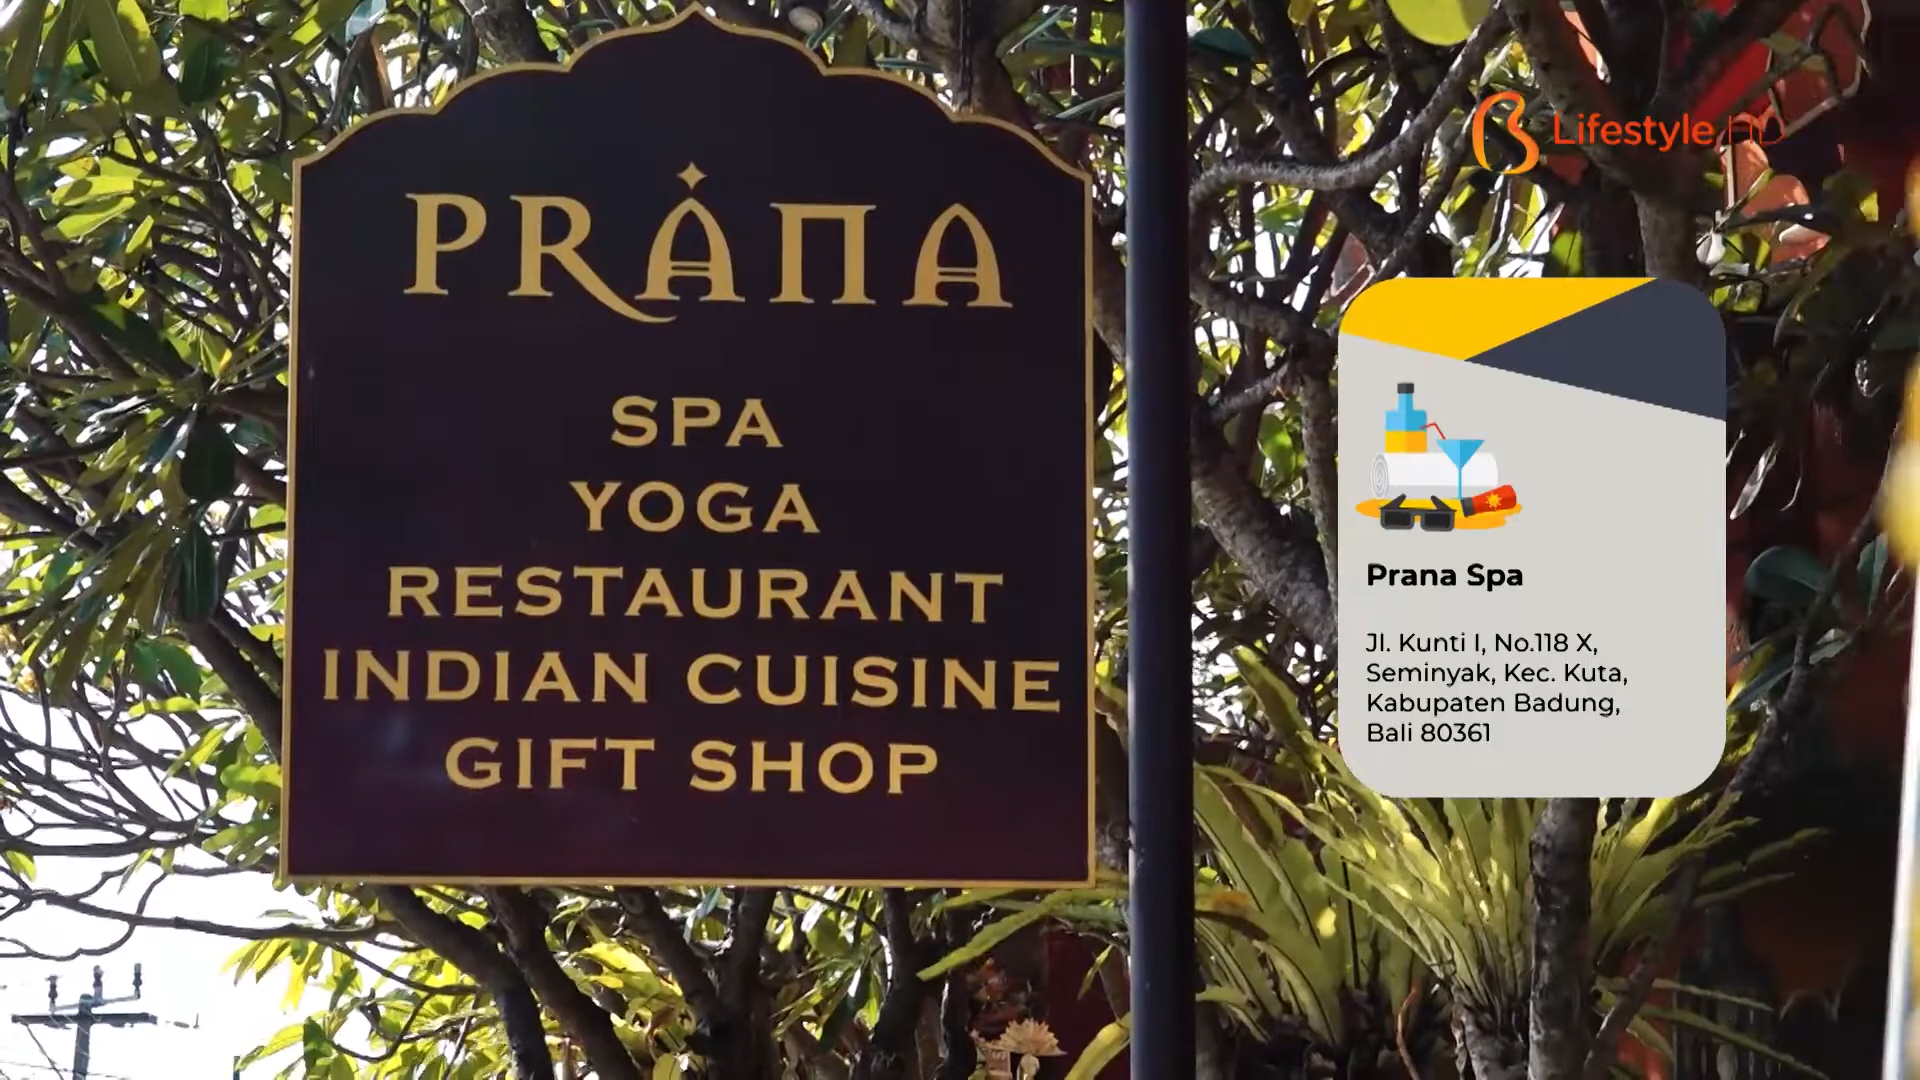 PRANA
SPA
YOGA
RESTAURANT
INDIAN CUISINE
GIFT SHOP
Lifestyle HD
Prana Spa
Jl. Kunti I, No.118 X,
Seminyak, Kec. Kuta,
Kabupaten Badung,
Bali 80361